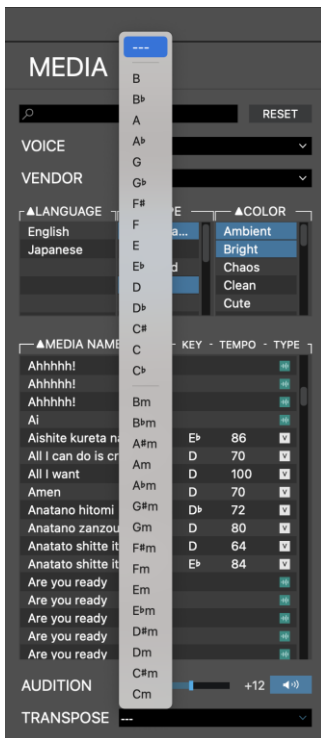 MEDIA
RESET
VOICE
VENDOR
▲LANGUAGE
▲COLOR
English
Japanese
Ambient
Bright
Chaos
Clean
Cute
▲MEDIA NAME - KEY - TEMPO - TYPE
Ahhhhh!
Ahhhhh!
Ahhhhh!
Ai
Aishite kureta E♭ 86 V
All I can do is D 70 V
All I want D 100 V
Amen D 70 V
Anatano hitomi D♭ 72 V
Anatano zanzou D 80 V
Anatato shitte it D 64 V
Anatato shitte it E♭ 84 V
Are you ready
Are you ready
Are you ready
Are you ready
Are you ready
AUDITION +12
TRANSPOSE ---
---
B
B♭
A
A♭
G
G♭
F#
F
E
E♭
D
D♭
C#
C
C♭
Bm
B♭m
A#m
Am
A♭m
G#m
Gm
F#m
Fm
Em
E♭m
D#m
Dm
C#m
Cm